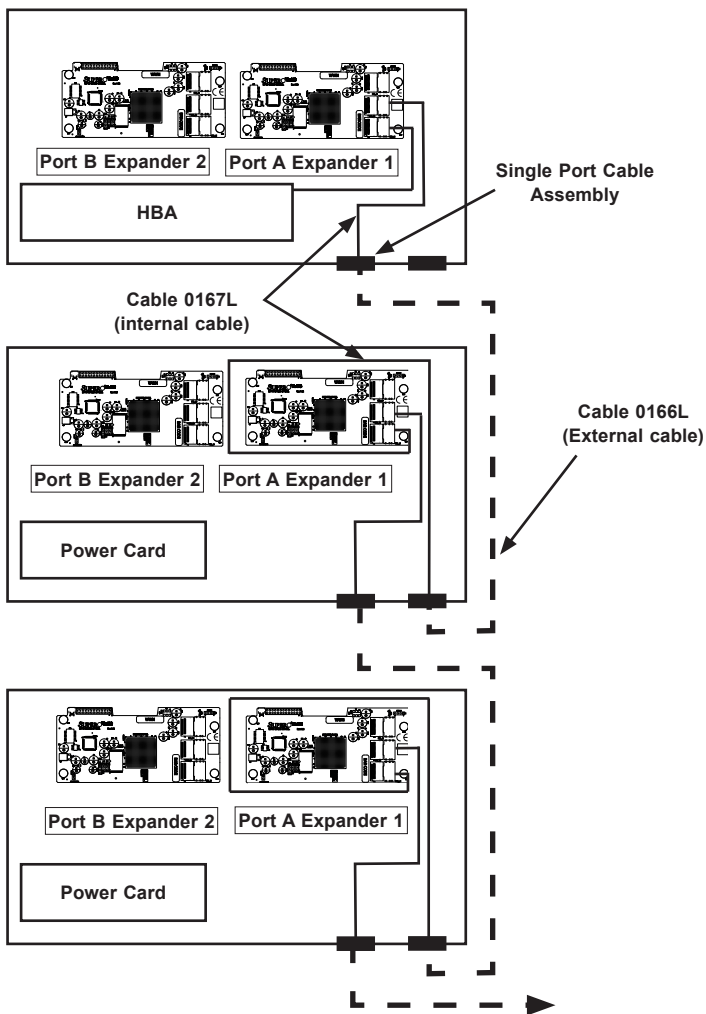 Port B Expander 2
Port A Expander 1
HBA
Single Port Cable
Assembly
Cable 0167L
(internal cable)
Port B Expander 2
Port A Expander 1
Cable 0166L
(External cable)
Power Card
Port B Expander 2
Port A Expander 1
Power Card